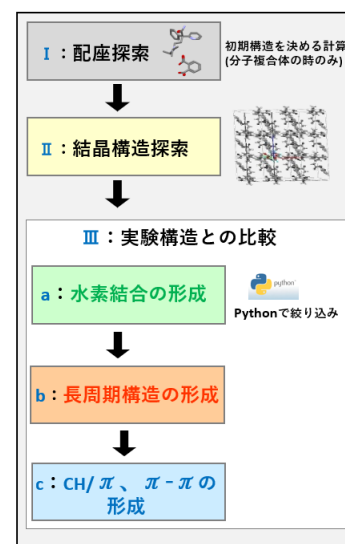 Ⅰ：配座探索
初期構造を決める計算
(分子複合体の時のみ)
Ⅱ：結晶構造探索
Ⅲ：実験構造との比較
a：水素結合の形成
python
Pythonで絞り込み
b：長周期構造の形成
c：CH/π、π-πの
形成